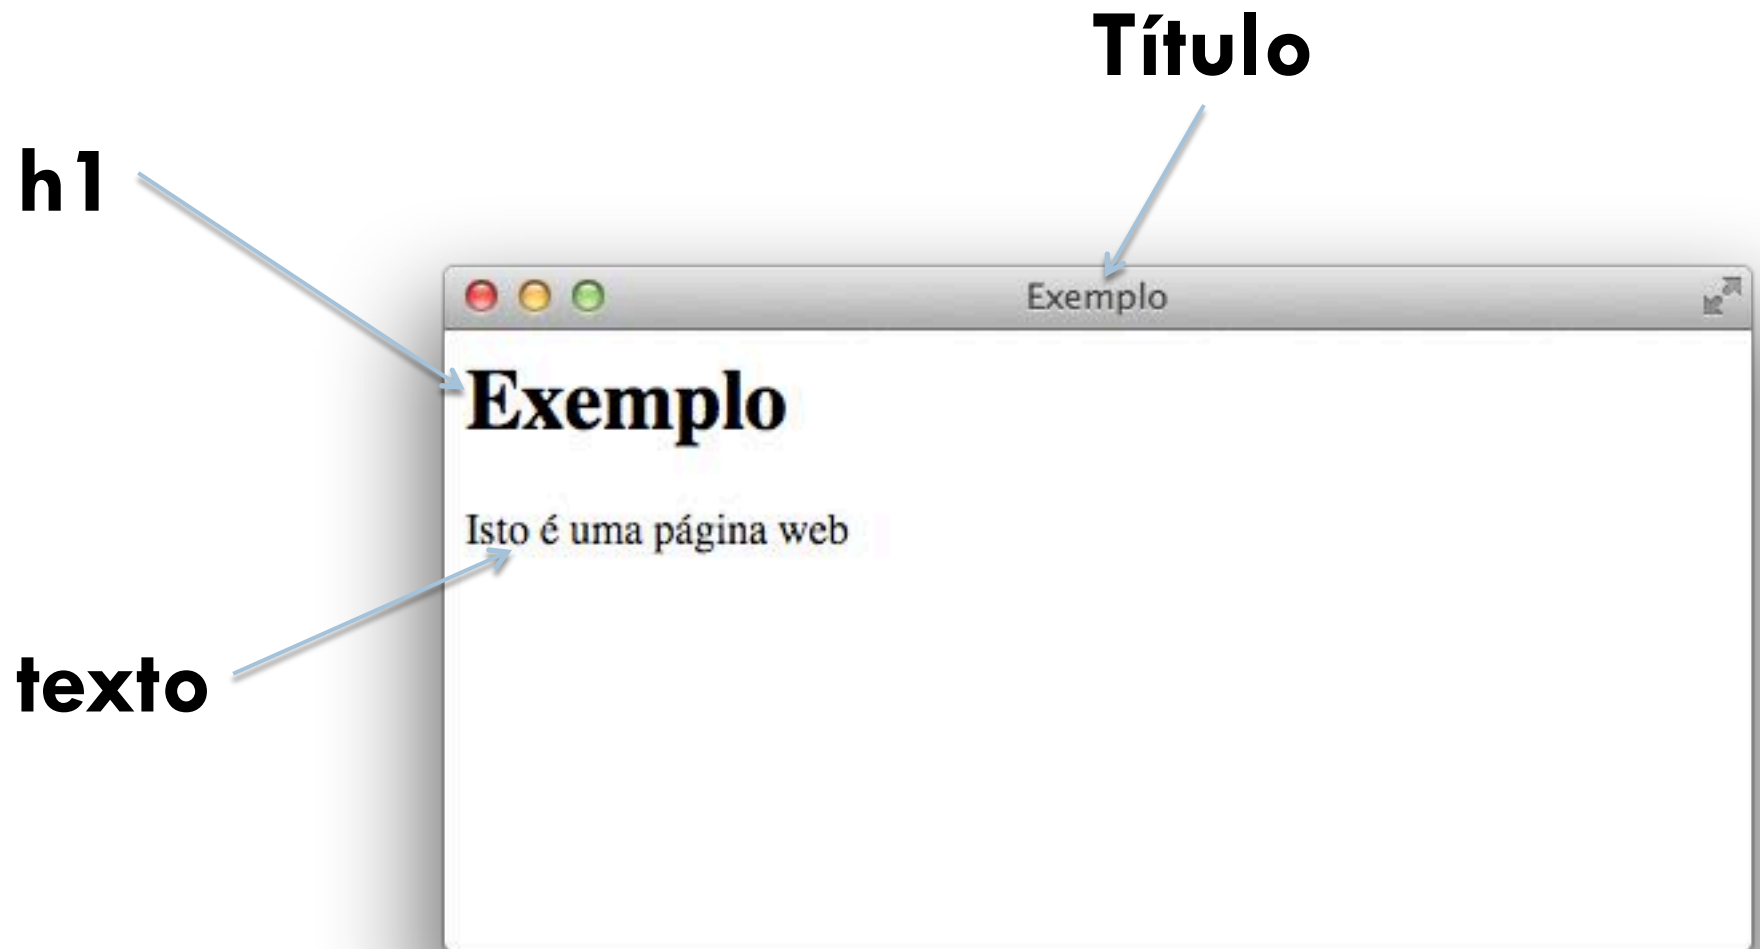 Título
h1
Exemplo
Exemplo
Isto é uma página web
texto